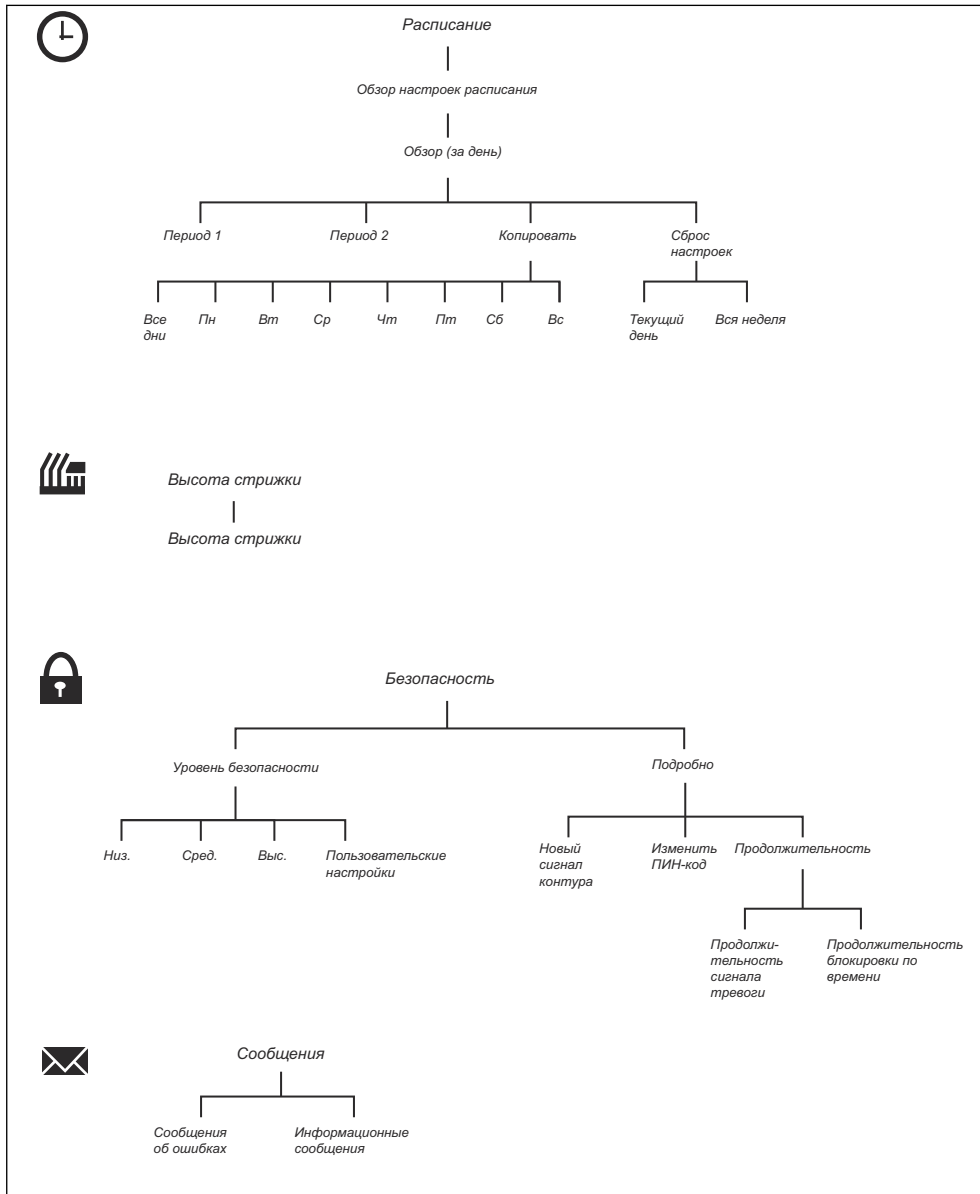 Расписание
Обзор настроек расписания
Обзор (за день)
Период 1
Период 2
Копировать
Сброс
настроек
Все
дни
Пн
Вт
Ср
Чт
Пт
Сб
Вс
Текущий
день
Вся неделя
Высота стрижки
Высота стрижки
Безопасность
Уровень безопасности
Подробно
Низ.
Сред.
Выс.
Пользовательские
настройки
Новый
сигнал
контура
Изменить
ПИН-код
Продолжительность
Продолжи-
тельность
сигнала
тревоги
Продолжительность
блокировки по
времени
Сообщения
Сообщения
об ошибках
Информационные
сообщения